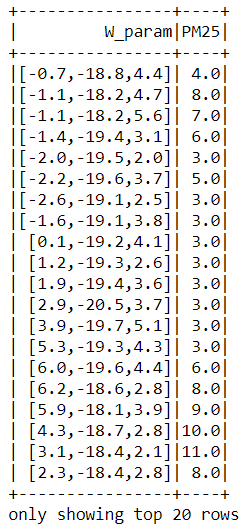 +-----------------+----+
|          W_param|PM25|
+-----------------+----+
|[-0.7,-18.8,4.4]| 4.0|
|[-1.1,-18.2,4.7]| 8.0|
|[-1.1,-18.2,5.6]| 7.0|
|[-1.4,-19.4,3.1]| 6.0|
|[-2.0,-19.5,2.0]| 3.0|
|[-2.2,-19.6,3.7]| 5.0|
|[-2.6,-19.1,2.5]| 3.0|
|[-1.6,-19.1,3.8]| 3.0|
| [0.1,-19.2,4.1]| 3.0|
| [1.2,-19.3,2.6]| 3.0|
| [1.9,-19.4,3.6]| 3.0|
| [2.9,-20.5,3.7]| 3.0|
| [3.9,-19.7,5.1]| 3.0|
| [5.3,-19.3,4.3]| 3.0|
| [6.0,-19.6,4.4]| 6.0|
| [6.2,-18.6,2.8]| 8.0|
| [5.9,-18.1,3.9]| 9.0|
| [4.3,-18.7,2.8]|10.0|
| [3.1,-18.4,2.1]|11.0|
| [2.3,-18.4,2.8]| 8.0|
+-----------------+----+
only showing top 20 rows